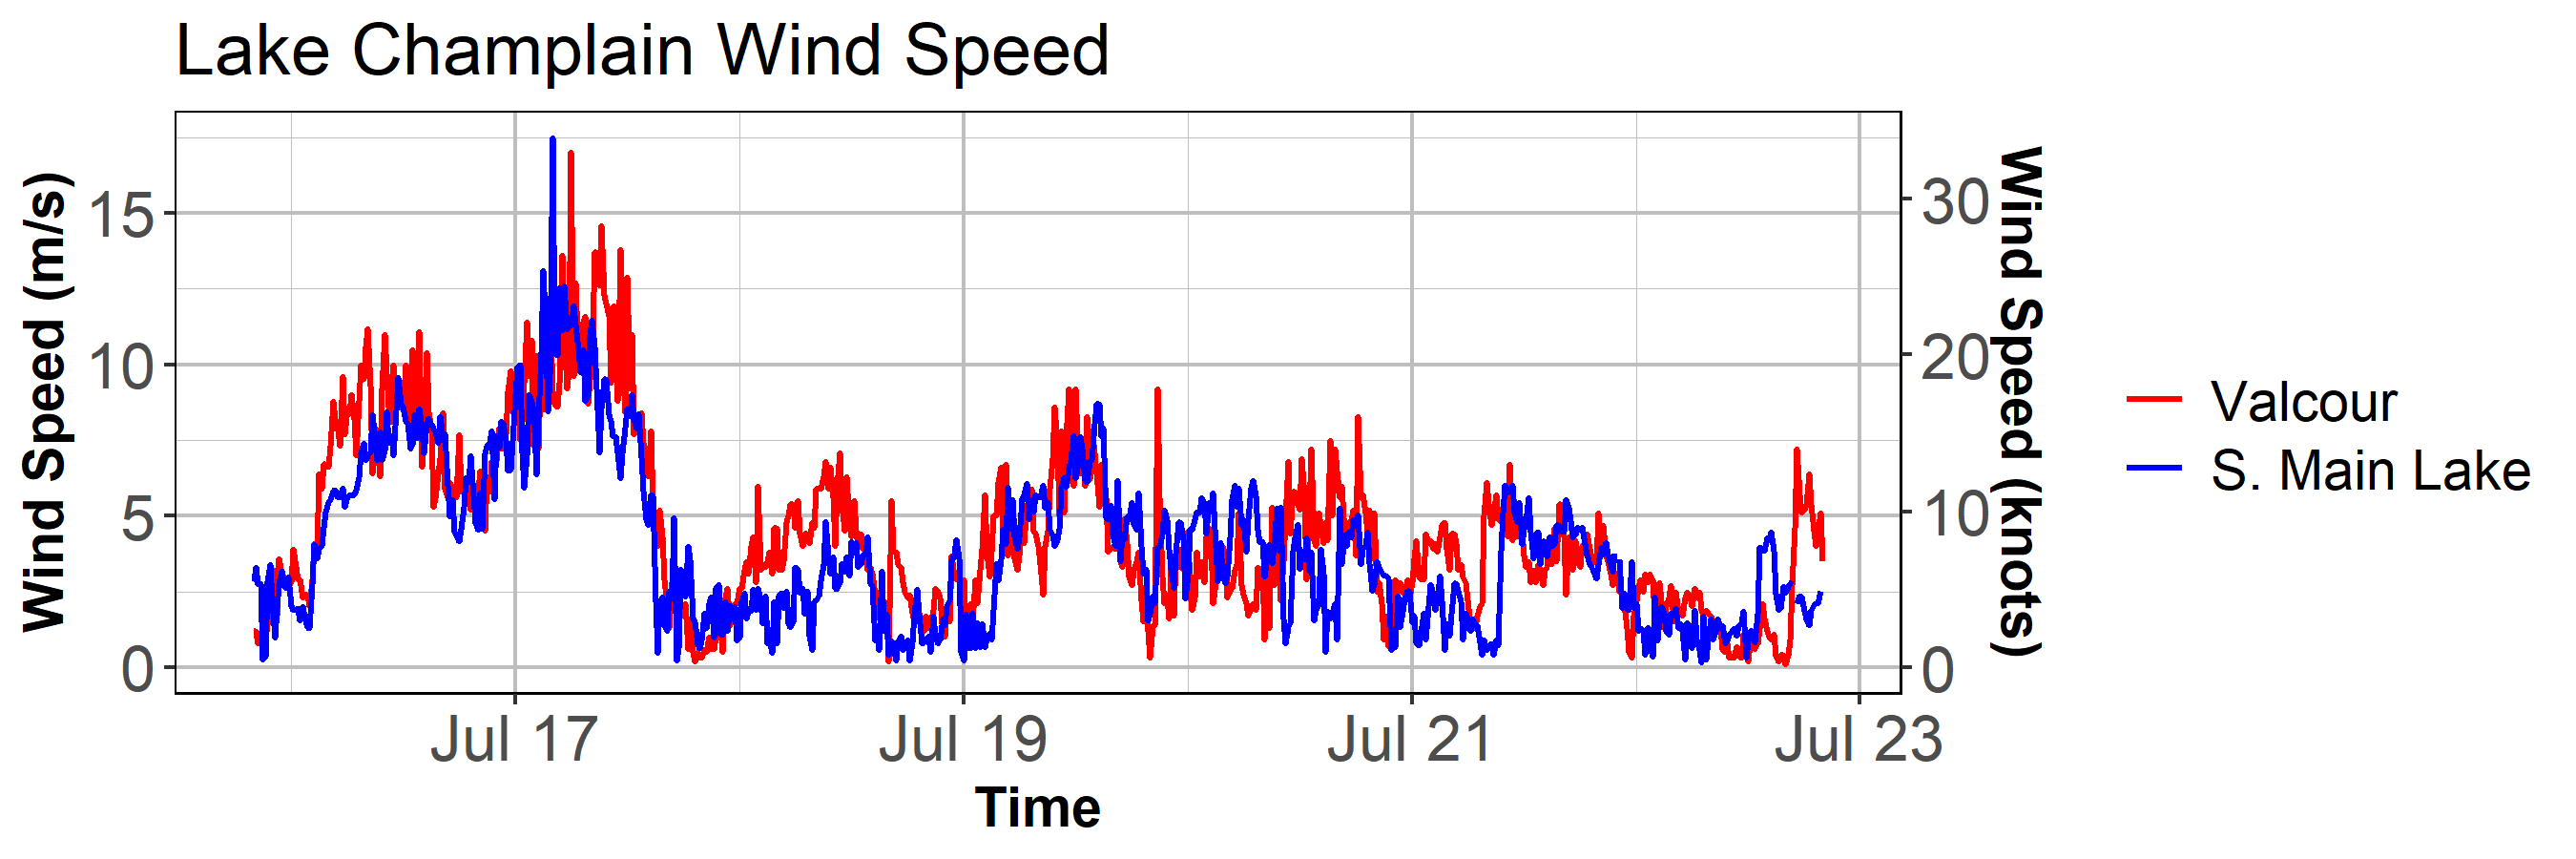 Lake Champlain Wind Speed
Wind Speed (m/s)
15
10
5
0
30
20
10
0
Wind Speed (knots)
Jul 17
Jul 19
Jul 21
Jul 23
Time
Valcour
S. Main Lake